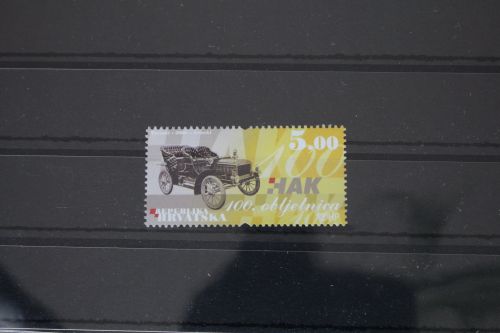 5,00
100
HAK
100. obljetnica
REPUBLIKA
HRVATSKA